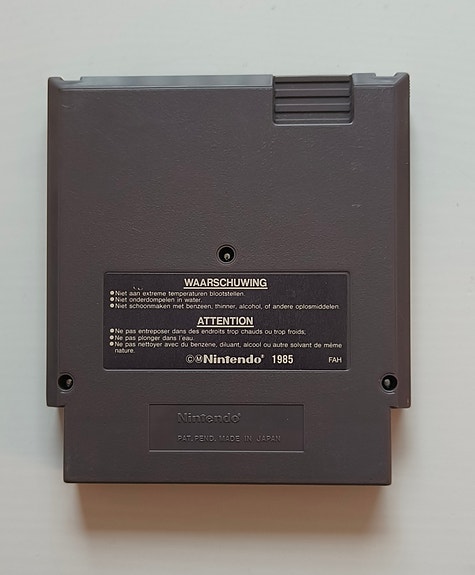 WAARSCHUWING
●Niet aan extreme temperaturen blootstellen.
●Niet onderdompelen in water.
●Niet schoonmaken met benzeen, thinner, alcohol, of andere oplosmiddelen.
ATTENTION
●Ne pas entreposer dans des endroits trop chauds ou trop froids;
●Ne pas plonger dans l'eau.
●Ne pas nettoyer avec du benzene, diluant, alcool ou autre solvant de même
nature.
©ⓂNintendo® 1985 FAH
Nintendo®
PAT. PEND. MADE IN JAPAN